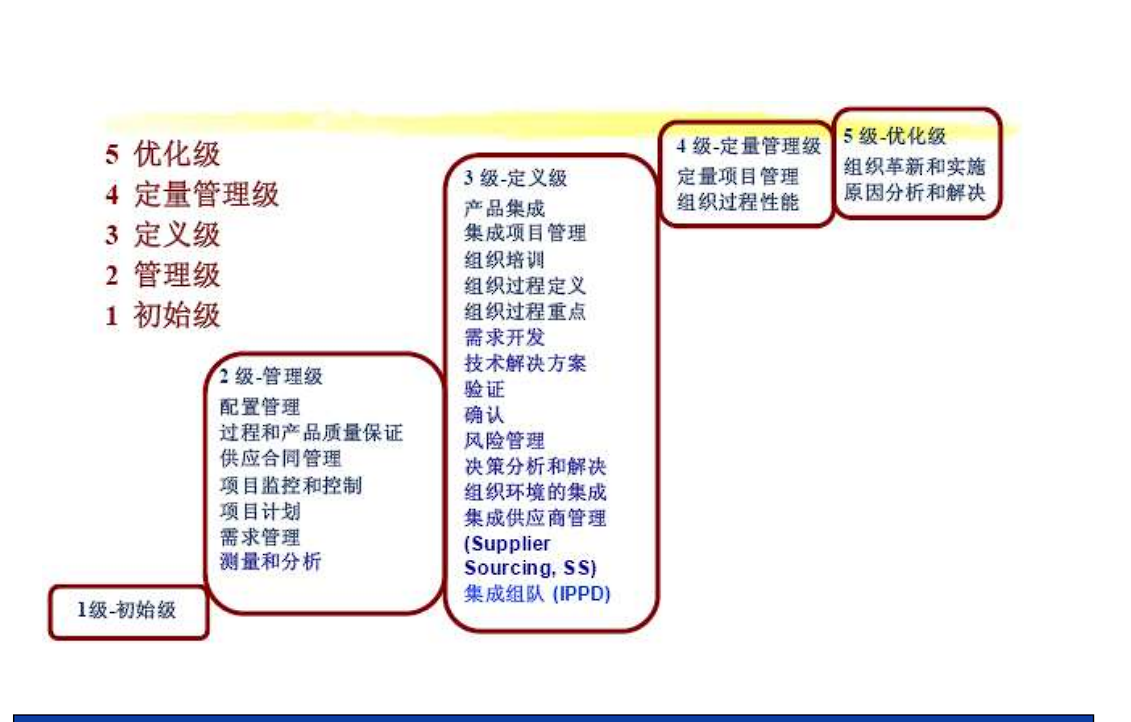 5 优化级
4 定量管理级
3 定义级
2 管理级
1 初始级
1级-初始级
2 级-管理级
配置管理
过程和产品质量保证
供应合同管理
项目监控和控制
项目计划
需求管理
测量和分析
3 级-定义级
产品集成
集成项目管理
组织培训
组织过程定义
组织过程重点
需求开发
技术解决方案
验证
确认
风险管理
决策分析和解决
组织环境的集成
集成供应商管理
(Supplier
Sourcing, SS)
集成组队 (IPPD)
4 级-定量管理级
定量项目管理
组织过程性能
5 级-优化级
组织革新和实施
原因分析和解决